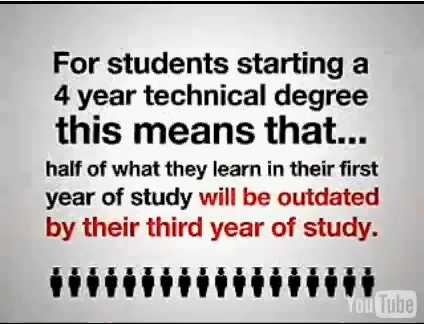 For students starting a
4 year technical degree
this means that...
half of what they learn in their first
year of study will be outdated
by their third year of study.
YouTube